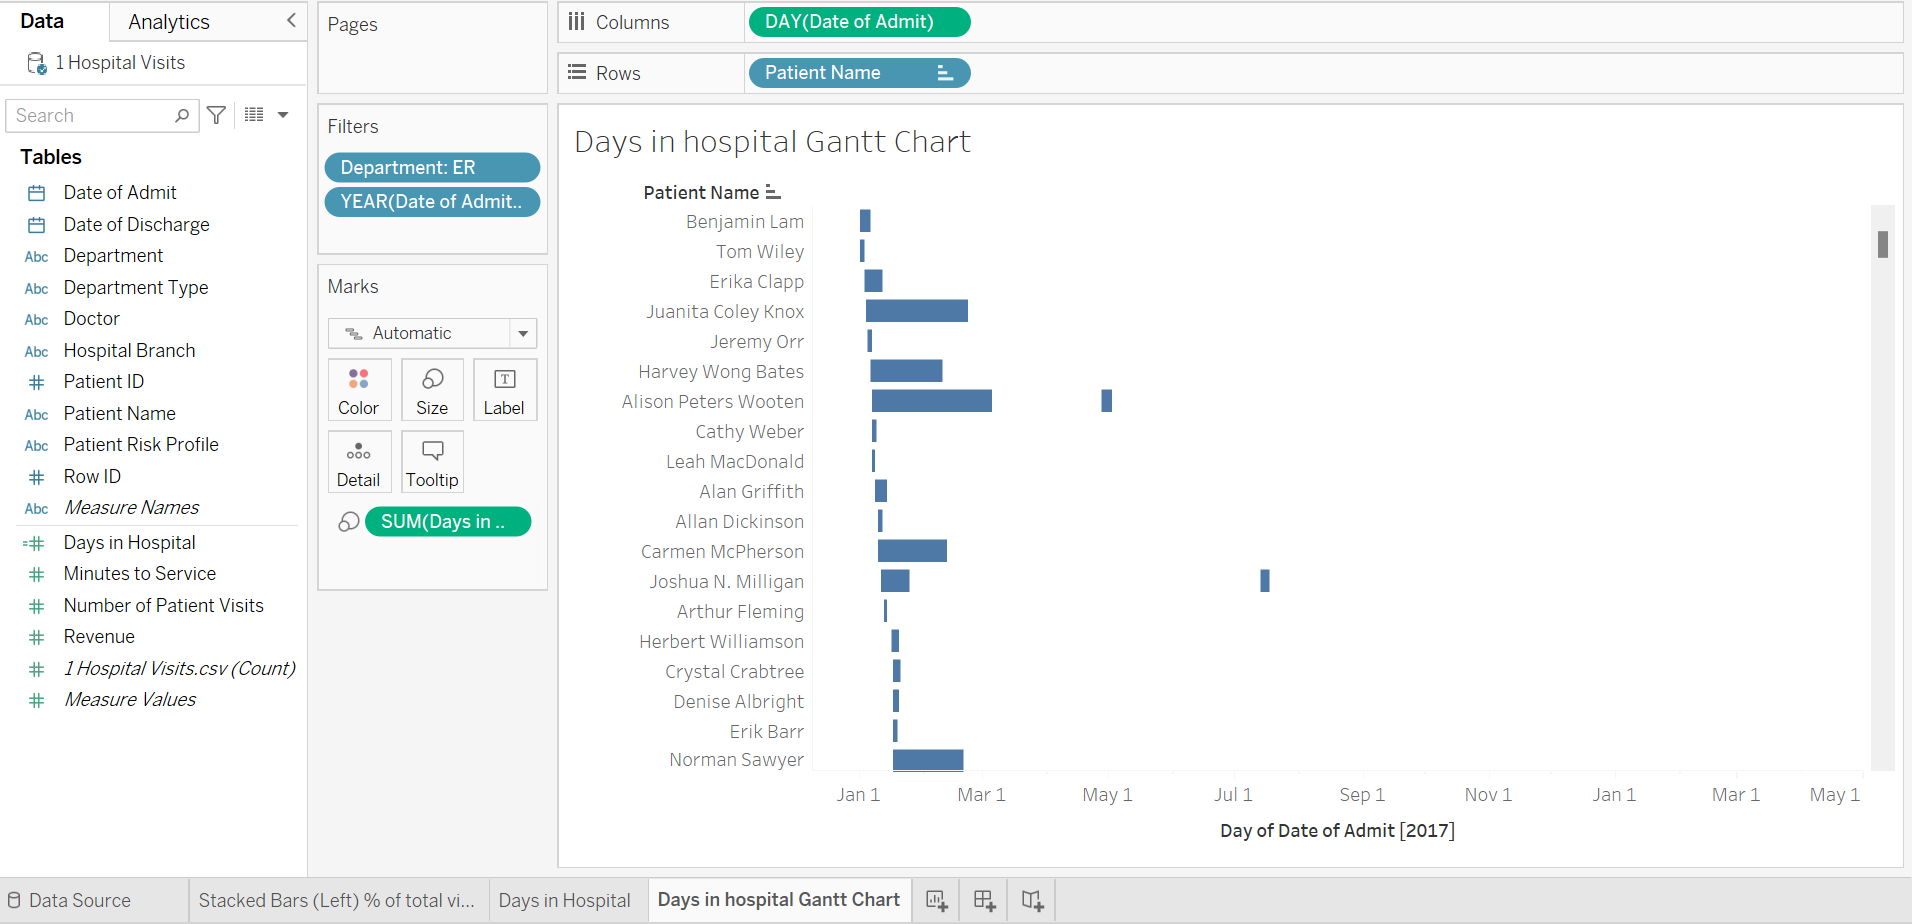 Data
Analytics
1 Hospital Visits
Search
Tables
Date of Admit
Date of Discharge
Abc Department
Abc Department Type
Abc Doctor
Abc Hospital Branch
Patient ID
Abc Patient Name
Abc Patient Risk Profile
Row ID
Abc Measure Names
Days in Hospital
Minutes to Service
Number of Patient Visits
Revenue
1 Hospital Visits.csv (Count)
Measure Values
Pages
Filters
Department: ER
YEAR(Date of Admit..
Marks
Automatic
Color Size Label
Detail Tooltip
SUM(Days in ..
Columns DAY(Date of Admit)
Rows Patient Name
Days in hospital Gantt Chart
Patient Name
Benjamin Lam
Tom Wiley
Erika Clapp
Juanita Coley Knox
Jeremy Orr
Harvey Wong Bates
Alison Peters Wooten
Cathy Weber
Leah MacDonald
Alan Griffith
Allan Dickinson
Carmen McPherson
Joshua N. Milligan
Arthur Fleming
Herbert Williamson
Crystal Crabtree
Denise Albright
Erik Barr
Norman Sawyer
Jan 1 Mar 1 May 1 Jul 1 Sep 1 Nov 1 Jan 1 Mar 1 May 1
Day of Date of Admit [2017]
Data Source Stacked Bars (Left) % of total vi... Days in Hospital Days in hospital Gantt Chart